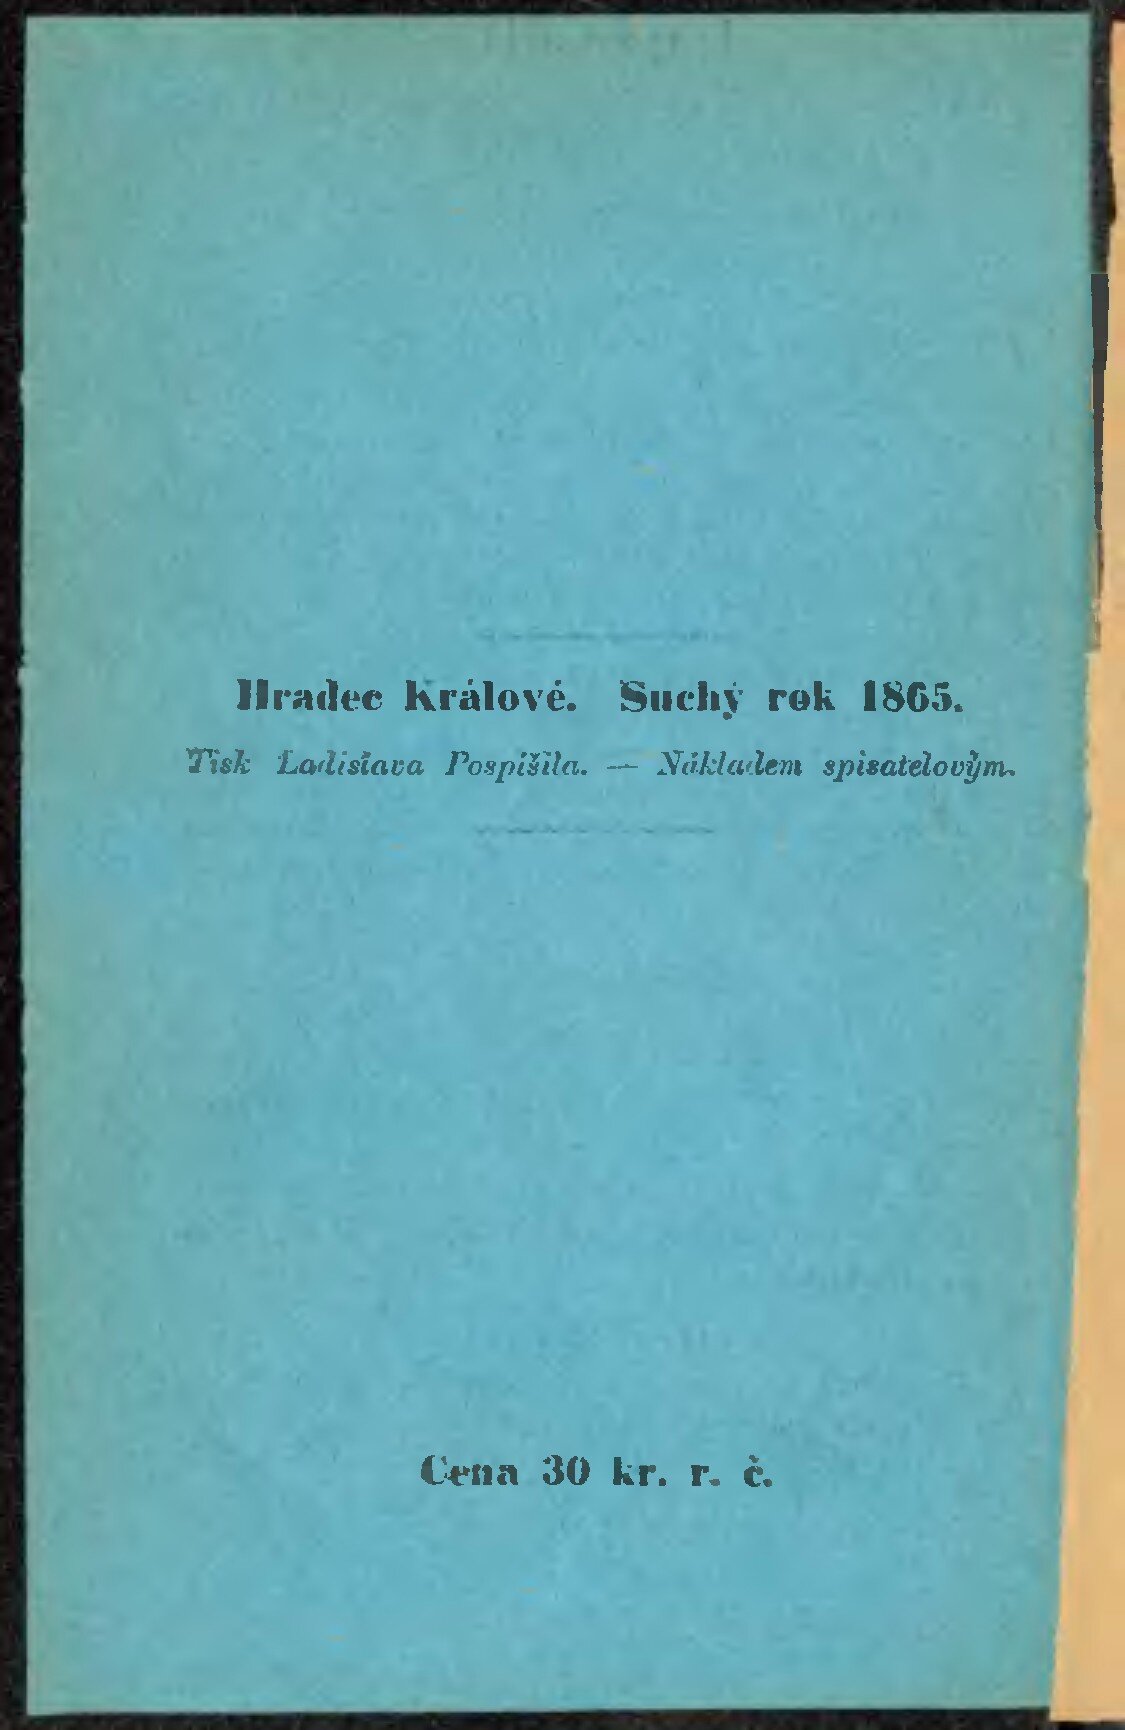 Hradec Králové. Suchý rok 1865.
Tisk Ladislava Pospíšila. — Nákladem spisatelovým.
Cena 30 kr. r. č.